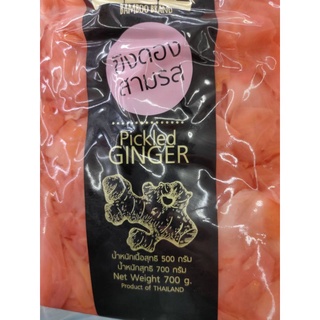 BAMBOO BRAND
ขิงดอง
สามรส
Pickled
GINGER
น้ำหนักเนื้อสุทธิ 500 กรัม
น้ำหนักสุทธิ 700 กรัม
Net Weight 700 g.
Product of THAILAND